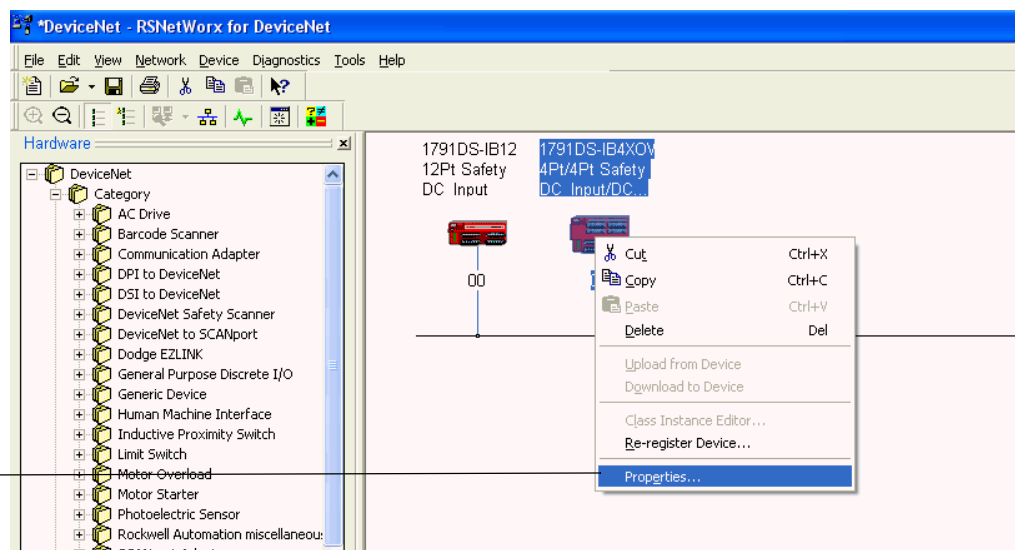 *DeviceNet - RSNetWorx for DeviceNet
File Edit View Network Device Diagnostics Tools Help
Hardware
DeviceNet
Category
AC Drive
Barcode Scanner
Communication Adapter
DPI to DeviceNet
DSI to DeviceNet
DeviceNet Safety Scanner
DeviceNet to SCANport
Dodge EZLINK
General Purpose Discrete I/O
Generic Device
Human Machine Interface
Inductive Proximity Switch
Limit Switch
Motor Overload
Motor Starter
Photoelectric Sensor
Rockwell Automation miscellaneou
1791DS-IB12
12Pt Safety
DC Input
00
1791DS-IB4XOV
4Pt/4Pt Safety
DC Input/DC...
Cut Ctrl+X
Copy Ctrl+C
Paste Ctrl+V
Delete Del
Upload from Device
Download to Device
Class Instance Editor...
Re-register Device...
Properties...